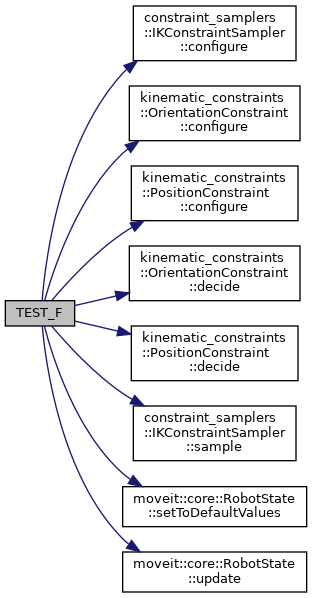 constraint_samplers
::IKConstraintSampler
::configure
kinematic_constraints
::OrientationConstraint
::configure
kinematic_constraints
::PositionConstraint
::configure
kinematic_constraints
::OrientationConstraint
::decide
TEST_F
kinematic_constraints
::PositionConstraint
::decide
constraint_samplers
::IKConstraintSampler
::sample
moveit::core::RobotState
::setToDefaultValues
moveit::core::RobotState
::update